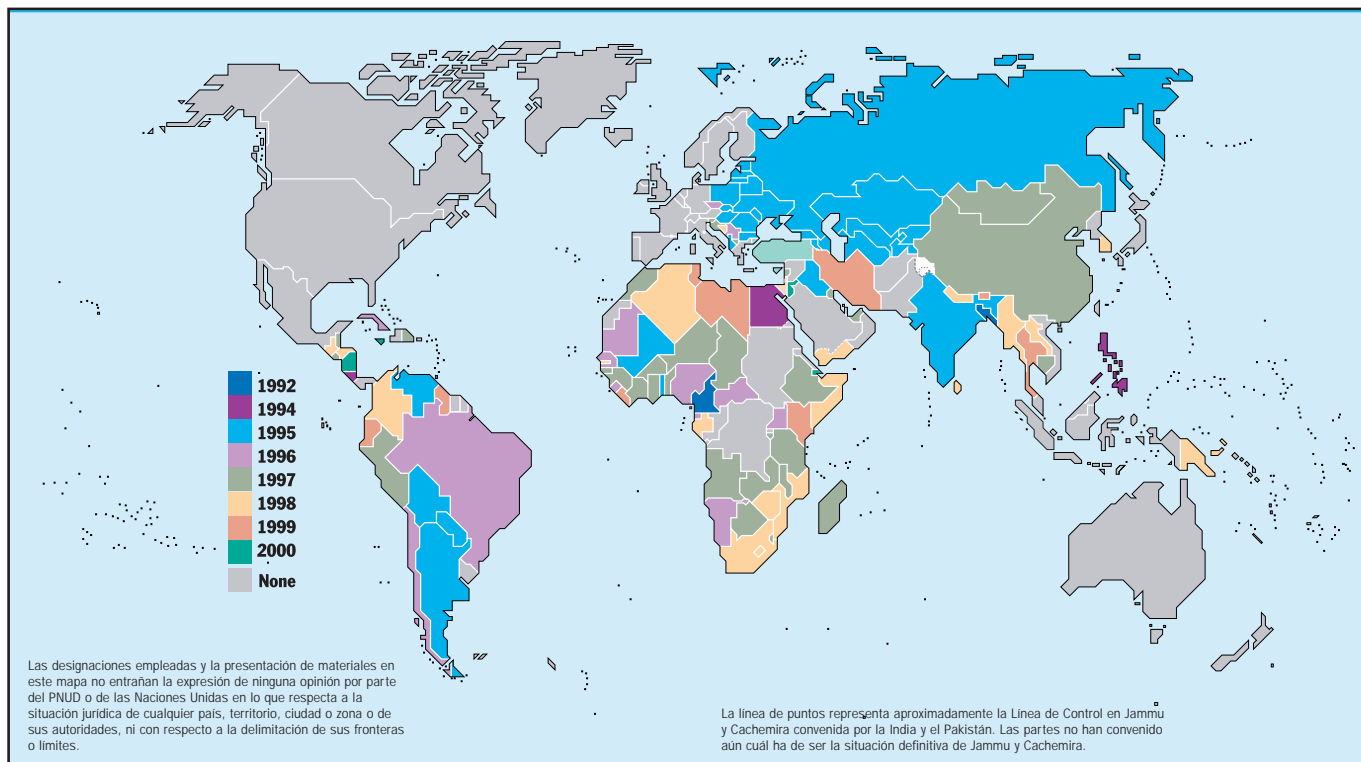 1992
1994
1995
1996
1997
1998
1999
2000
None
Las designaciones empleadas y la presentación de materiales en
este mapa no entrañan la expresión de ninguna opinión por parte
del PNUD o de las Naciones Unidas en lo que respecta a la
situación jurídica de cualquier país, territorio, ciudad o zona o de
sus autoridades, ni con respecto a la delimitación de sus fronteras
o límites.
La línea de puntos representa aproximadamente la Línea de Control en Jammu
y Cachemira convenida por la India y el Pakistán. Las partes no han convenido
aún cuál ha de ser la situación definitiva de Jammu y Cachemira.